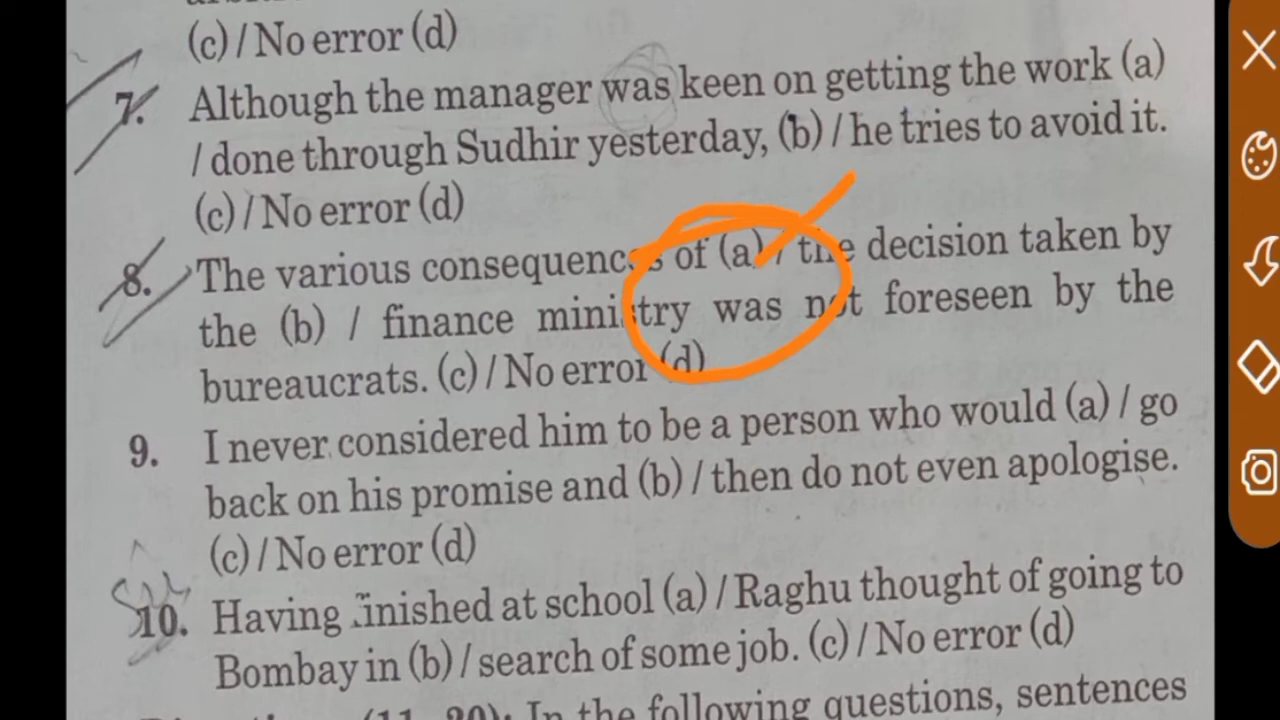 (c) / No error (d)
7. Although the manager was keen on getting the work (a)
/ done through Sudhir yesterday, (b) / he tries to avoid it.
(c) / No error (d)
8. The various consequences of (a) / the decision taken by
the (b) / finance ministry was not foreseen by the
bureaucrats. (c) / No error (d)
9. I never considered him to be a person who would (a) / go
back on his promise and (b) / then do not even apologise.
(c) / No error (d)
10. Having finished at school (a) / Raghu thought of going to
Bombay in (b) / search of some job. (c) / No error (d)
(11 20): In the following questions, sentences